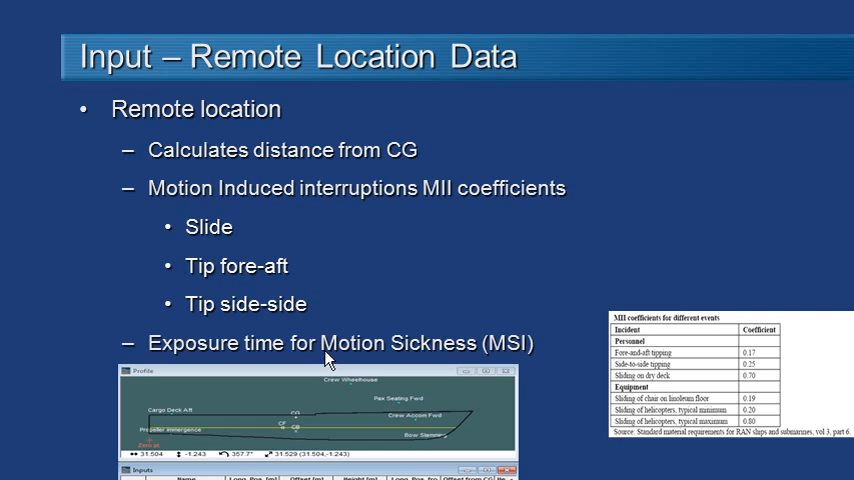 Input – Remote Location Data
• Remote location
– Calculates distance from CG
– Motion Induced interruptions MII coefficients
• Slide
• Tip fore-aft
• Tip side-side
– Exposure time for Motion Sickness (MSI)
MII coefficients for different events
Incident Coefficient
Personnel
Fore-and-aft tipping 0.17
Side-to-side tipping 0.25
Sliding on dry deck 0.70
Equipment
Sliding of chair on linoleum floor 0.19
Sliding of helicopters, typical minimum 0.20
Sliding of helicopters, typical maximum 0.80
Source: Standard material requirements for RAN ships and submarines, vol 3, part 6.
Profile
Crew Wheelhouse
Pax Seating Fwd
Cargo Deck Aft
CG
Crew Accom Fwd
CF
CB
Propeller immergence
Bow Slamming
Zero pt
31.504 -1.243 357.7° 31.529 (31.504,-1.243)
Inputs
Name Long. Pos. [m] Offset [m] Height [m] Long. Pos. fro Offset from CG